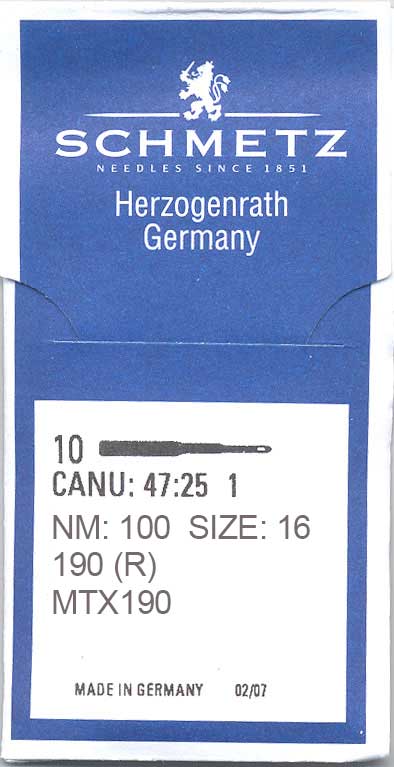 SCHMETZ
NEEDLES SINCE 1851
Herzogenrath
Germany
10
CANU: 47:25 1
NM: 100 SIZE: 16
190 (R)
MTX190
MADE IN GERMANY 02/07